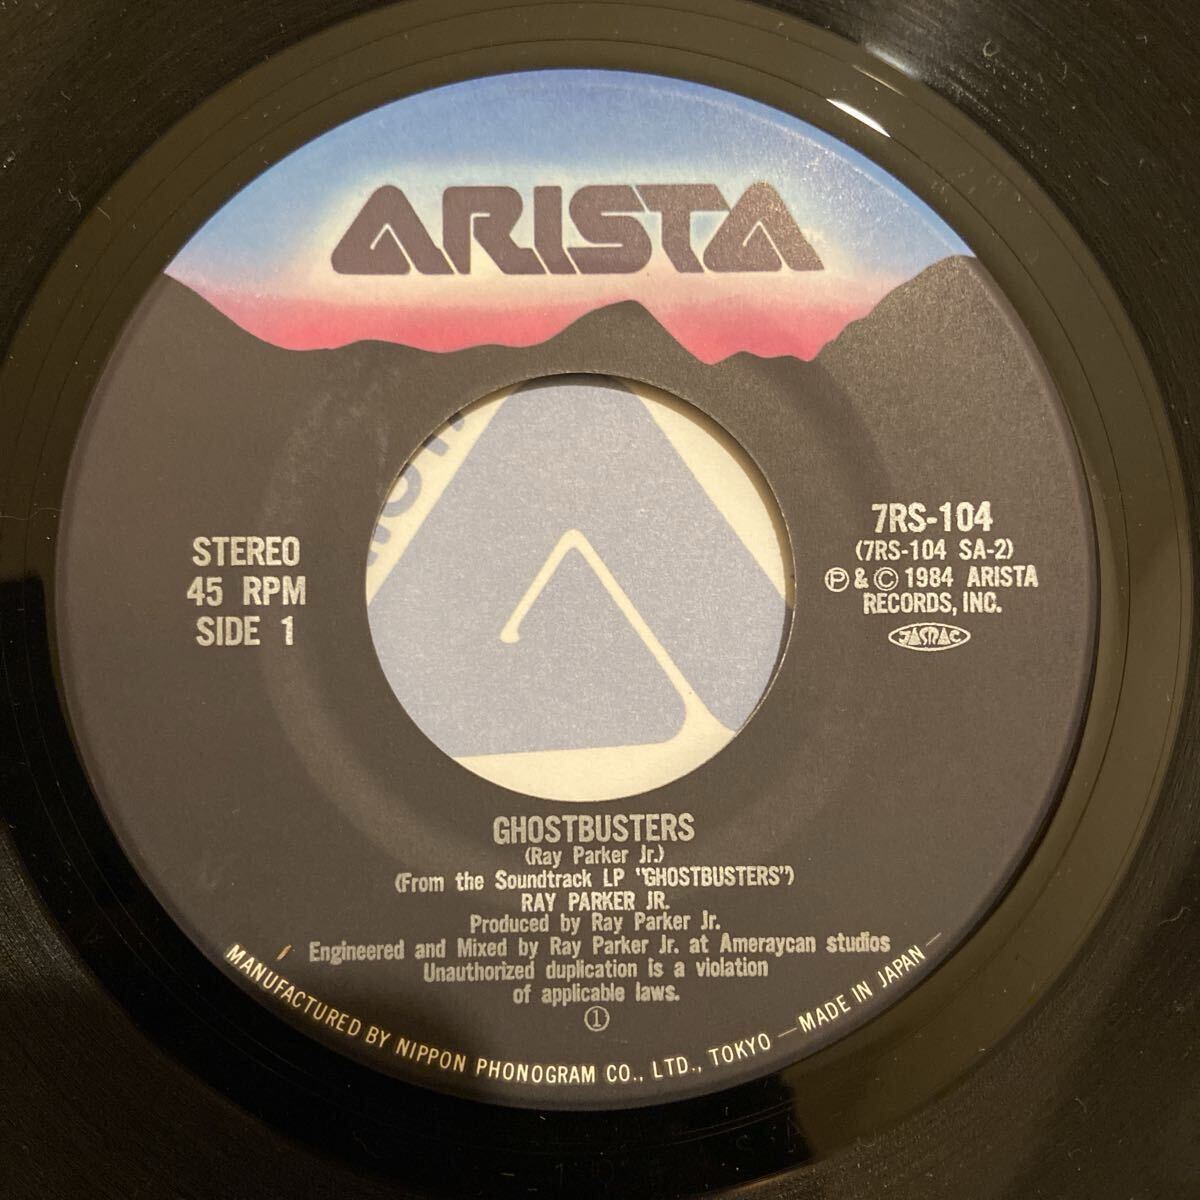 ARISTA
STEREO
45 RPM
SIDE 1
7RS-104
(7RS-104 SA-2)
Ⓟ & © 1984 ARISTA
RECORDS, INC.
JASRAC
GHOSTBUSTERS
(Ray Parker Jr.)
(From the Soundtrack LP "GHOSTBUSTERS")
RAY PARKER JR.
Produced by Ray Parker Jr.
Engineered and Mixed by Ray Parker Jr. at Ameraycan studios
Unauthorized duplication is a violation
of applicable laws.
①
MANUFACTURED BY NIPPON PHONOGRAM CO., LTD., TOKYO — MADE IN JAPAN —